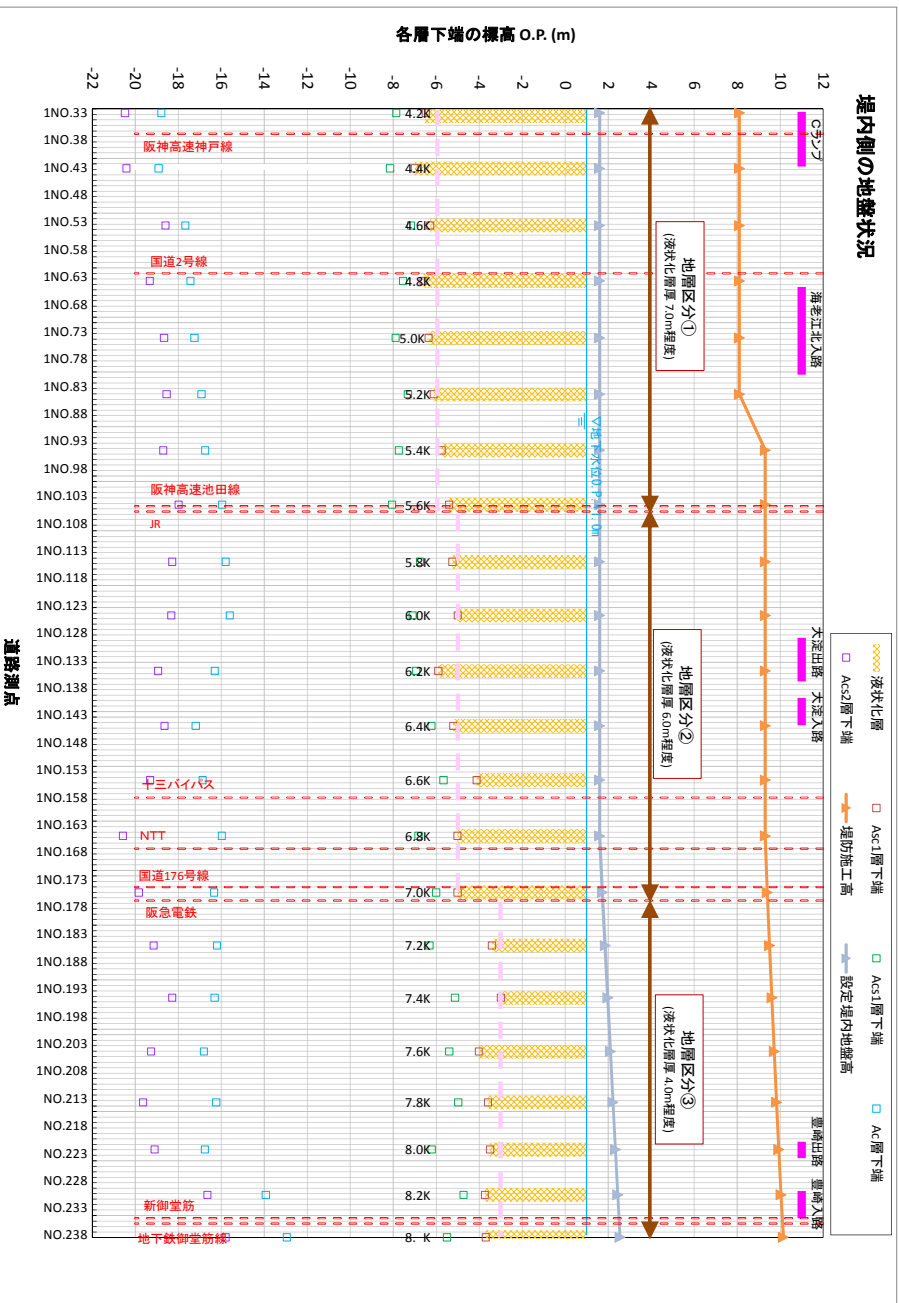 堤内側の地盤状況
液状化層
Asc1層下端
Acs1層下端
Ac層下端
Acs2層下端
堤防施工高
設定堤内地盤高
各層下端の標高 O.P. (m)
12
10
8
6
4
2
0
-2
-4
-6
-8
-10
-12
-14
-16
-18
-20
-22
Cランプ
海老江北入路
大淀出路
大淀入路
豊崎出路
豊崎入路
地層区分①
(液状化層厚 7.0m程度)
地層区分②
(液状化層厚 6.0m程度)
地層区分③
(液状化層厚 4.0m程度)
▽地下水位O.P.+1.0m
4.2K
4.4K
4.6K
4.8K
5.0K
5.2K
5.4K
5.6K
5.8K
6.0K
6.2K
6.4K
6.6K
6.8K
7.0K
7.2K
7.4K
7.6K
7.8K
8.0K
8.2K
8. K
阪神高速神戸線
国道2号線
阪神高速池田線
JR
十三バイパス
NTT
国道176号線
阪急電鉄
新御堂筋
地下鉄御堂筋線
1NO.33
1NO.38
1NO.43
1NO.48
1NO.53
1NO.58
1NO.63
1NO.68
1NO.73
1NO.78
1NO.83
1NO.88
1NO.93
1NO.98
1NO.103
1NO.108
1NO.113
1NO.118
1NO.123
1NO.128
1NO.133
1NO.138
1NO.143
1NO.148
1NO.153
1NO.158
1NO.163
1NO.168
1NO.173
1NO.178
1NO.183
1NO.188
1NO.193
1NO.198
1NO.203
1NO.208
NO.213
NO.218
NO.223
NO.228
NO.233
NO.238
道路測点